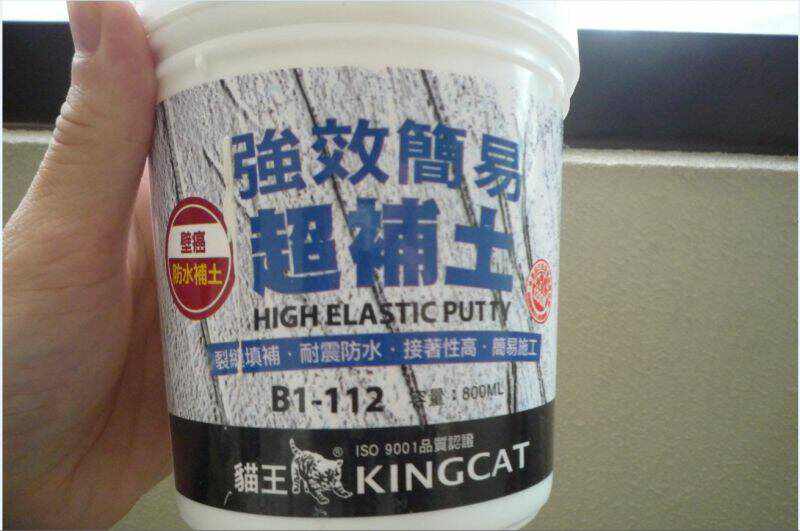 強效簡易
超補土
壁癌
防水補土
HIGH ELASTIC PUTTY
裂縫填補・耐震防水・接著性高・簡易施工
B1-112 容量：800ML
ISO 9001品質認證
貓王 ® KINGCAT